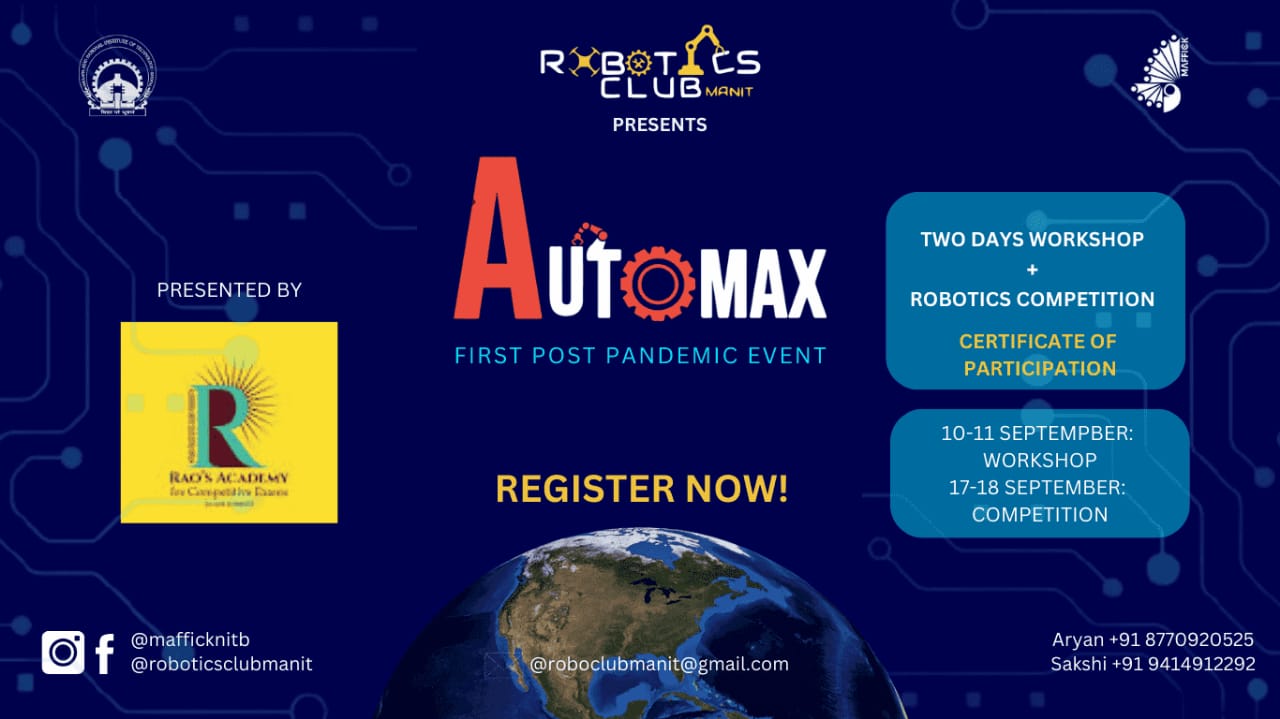 ROBOTICS
CLUB MANIT
PRESENTS
MAFFICK
AUTOMAX
FIRST POST PANDEMIC EVENT
PRESENTED BY
RAO'S ACADEMY
for Competitive Exams
TWO DAYS WORKSHOP
+
ROBOTICS COMPETITION
CERTIFICATE OF
PARTICIPATION
10-11 SEPTEMPBER:
WORKSHOP
17-18 SEPTEMBER:
COMPETITION
REGISTER NOW!
@mafficknitb
@roboticsclubmanit
@roboclubmanit@gmail.com
Aryan +91 8770920525
Sakshi +91 9414912292